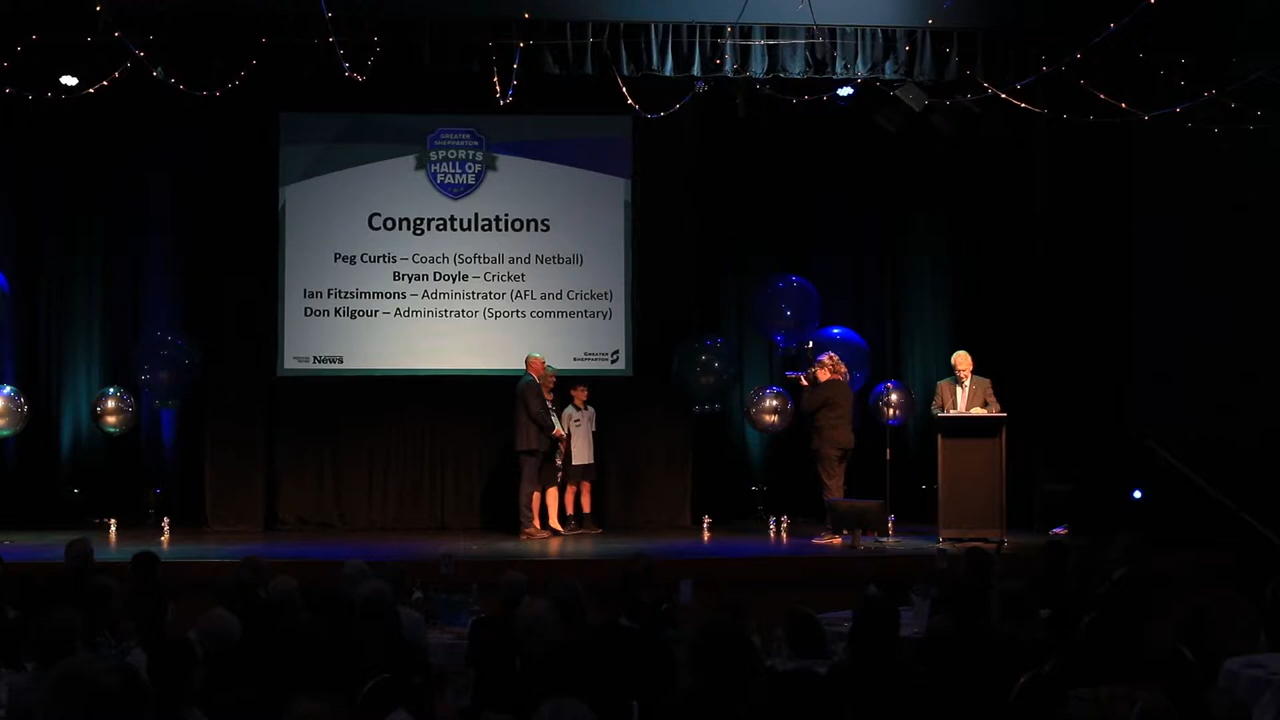 GREATER
SHEPPARTON
SPORTS
HALL OF
FAME
Congratulations
Peg Curtis – Coach (Softball and Netball)
Bryan Doyle – Cricket
Ian Fitzsimmons – Administrator (AFL and Cricket)
Don Kilgour – Administrator (Sports commentary)
News
GREATER
SHEPPARTON